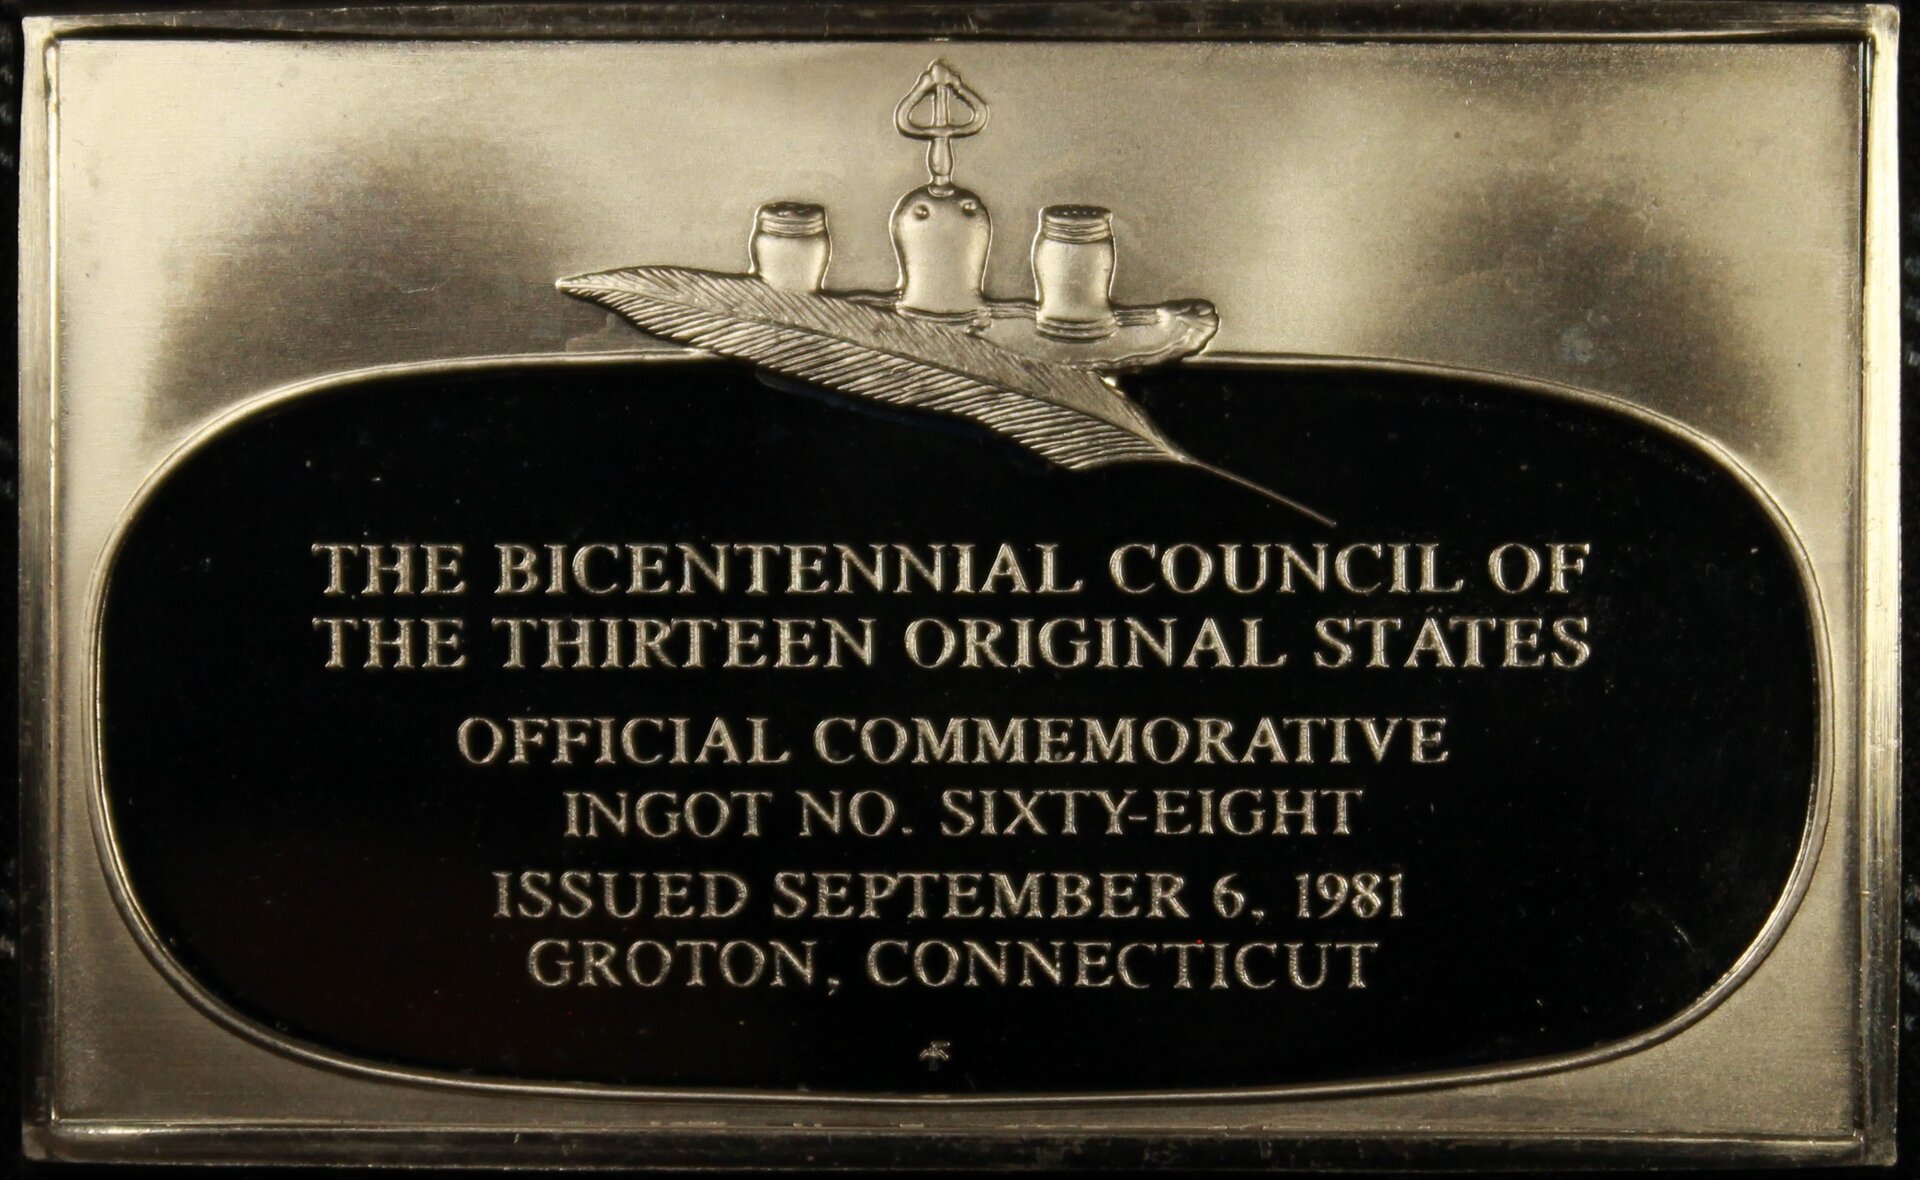 THE BICENTENNIAL COUNCIL OF
THE THIRTEEN ORIGINAL STATES
OFFICIAL COMMEMORATIVE
INGOT NO. SIXTY-EIGHT
ISSUED SEPTEMBER 6, 1981
GROTON, CONNECTICUT